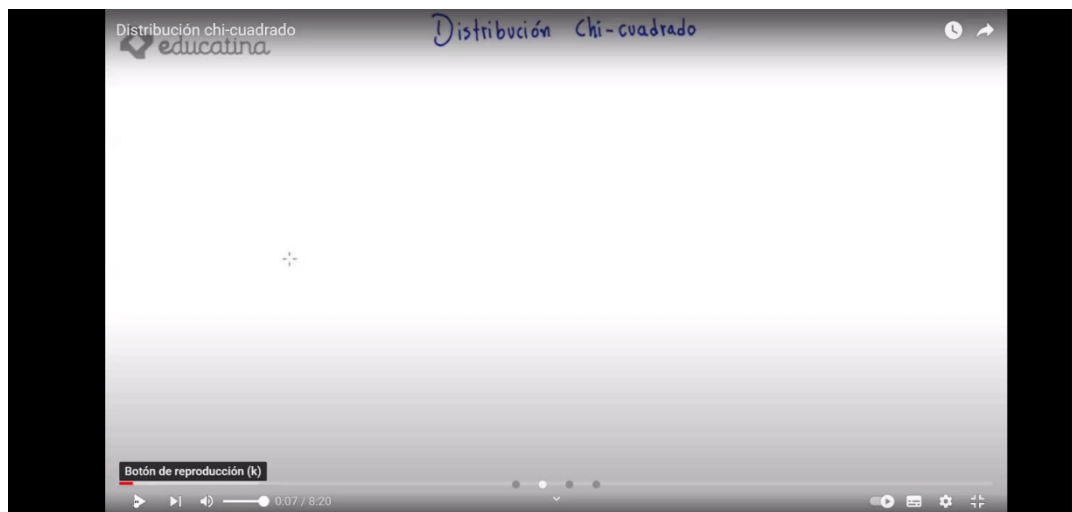 Distribución chi-cuadrado
educatina
Distribución Chi-cuadrado
Botón de reproducción (k)
0:07 / 8:20